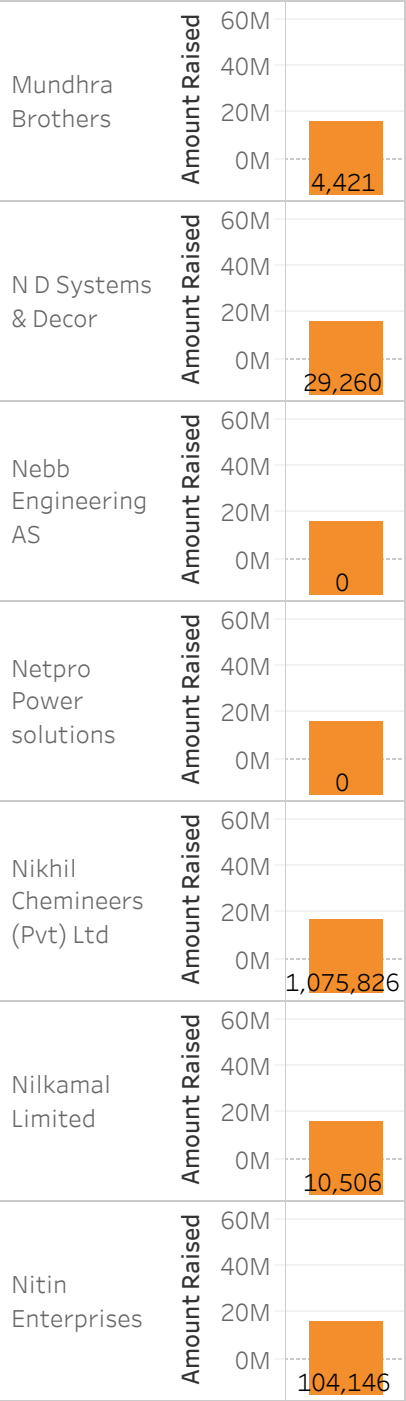 Mundhra
Brothers
Amount Raised
60M
40M
20M
0M
4,421
N D Systems
& Decor
Amount Raised
60M
40M
20M
0M
29,260
Nebb
Engineering
AS
Amount Raised
60M
40M
20M
0M
0
Netpro
Power
solutions
Amount Raised
60M
40M
20M
0M
0
Nikhil
Chemineers
(Pvt) Ltd
Amount Raised
60M
40M
20M
0M
1,075,826
Nilkamal
Limited
Amount Raised
60M
40M
20M
0M
10,506
Nitin
Enterprises
Amount Raised
60M
40M
20M
0M
104,146